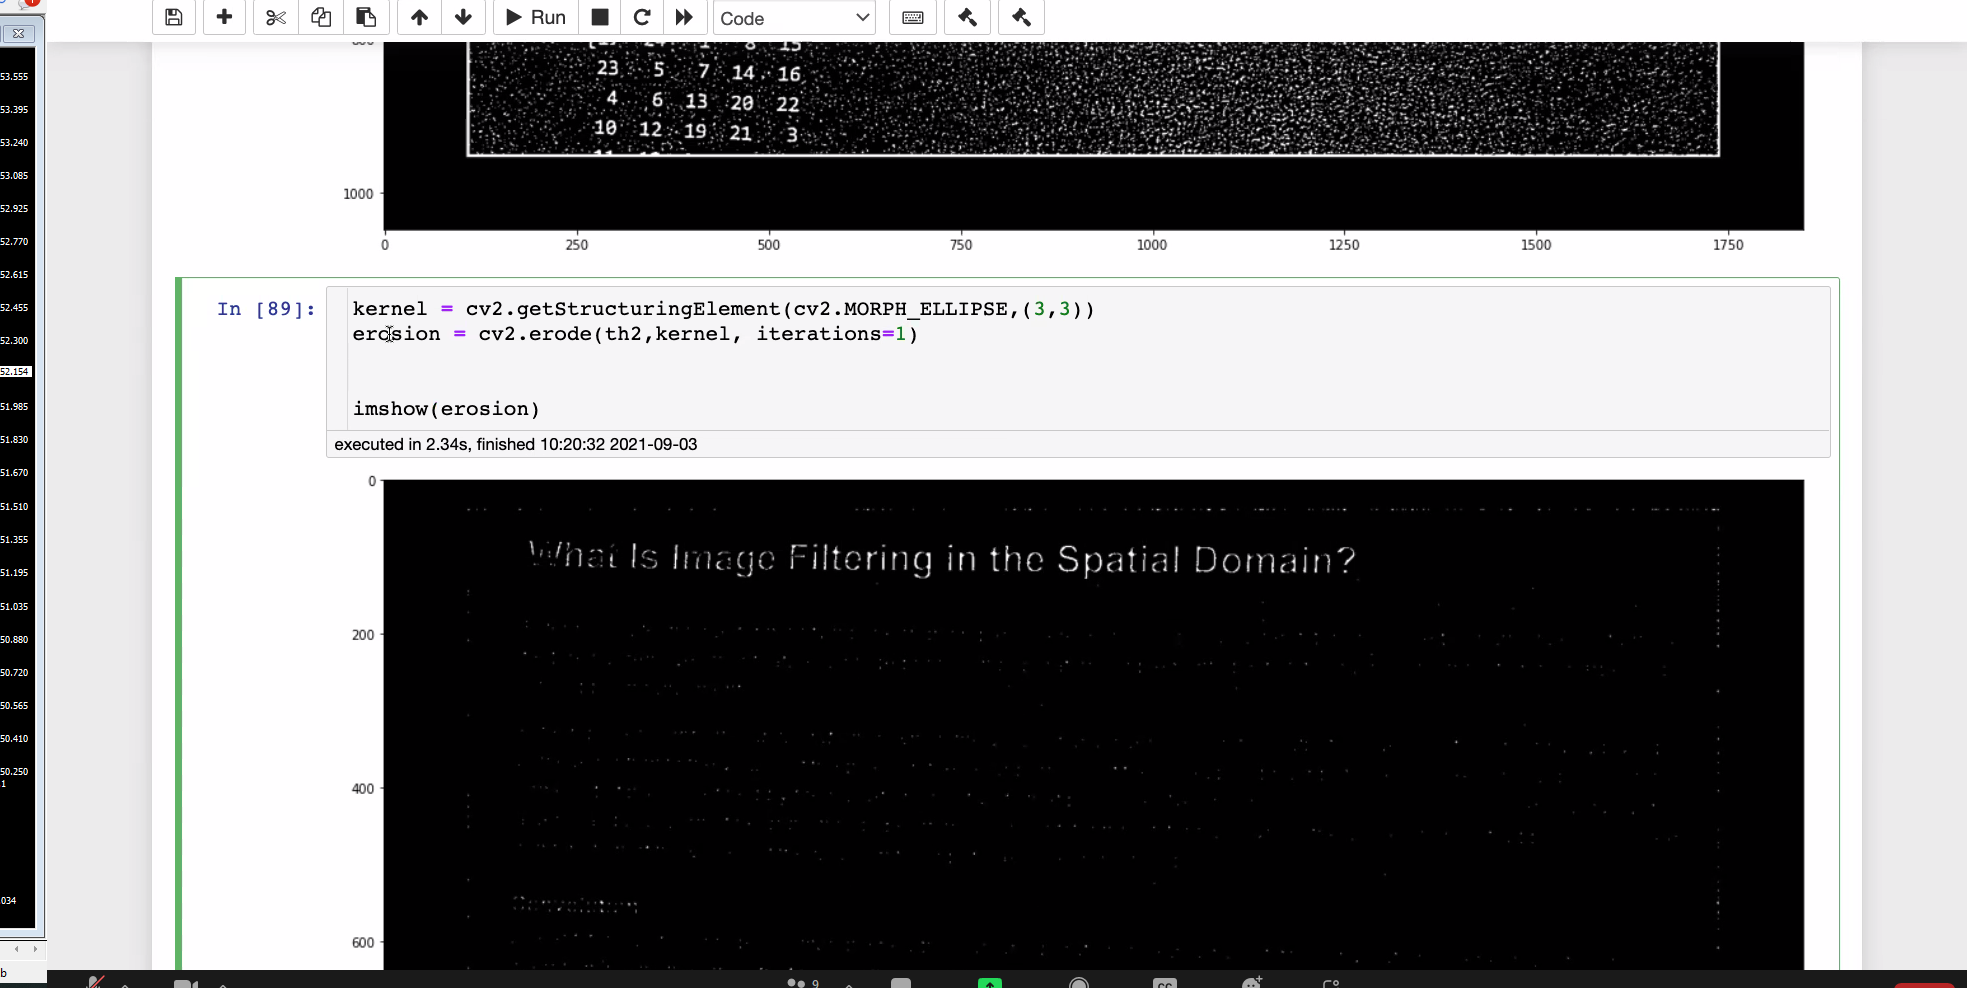 Run
Code
53.555
53.395
53.240
53.085
52.925
52.770
52.615
52.455
52.300
52.154
51.985
51.830
51.670
51.510
51.355
51.195
51.035
50.880
50.720
50.565
50.410
50.250
1
034
b
23 5 7 14 16
4 6 13 20 22
10 12 19 21 3
1000
0 250 500 750 1000 1250 1500 1750
In [89]:
kernel = cv2.getStructuringElement(cv2.MORPH_ELLIPSE,(3,3))
erosion = cv2.erode(th2,kernel, iterations=1)
imshow(erosion)
executed in 2.34s, finished 10:20:32 2021-09-03
0
What Is Image Filtering in the Spatial Domain?
200
400
600
9
CC